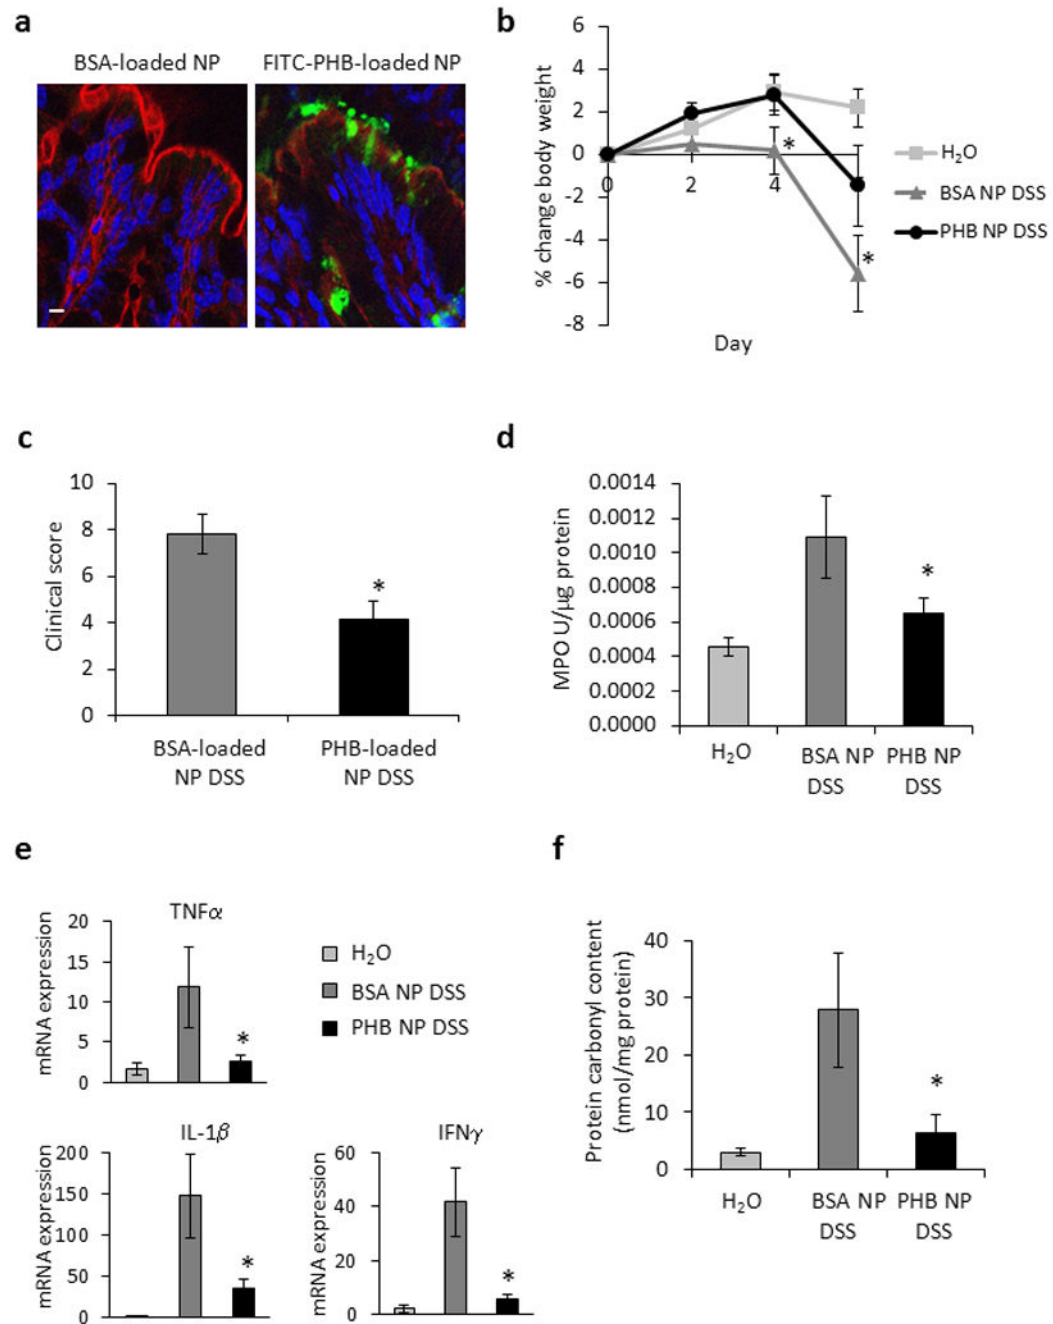 a
BSA-loaded NP
FITC-PHB-loaded NP
b
% change body weight
6
4
2
0
-2
-4
-6
-8
0
2
4
*
*
Day
H₂O
BSA NP DSS
PHB NP DSS
c
Clinical score
10
8
6
4
2
0
*
BSA-loaded
NP DSS
PHB-loaded
NP DSS
d
MPO U/µg protein
0.0014
0.0012
0.0010
0.0008
0.0006
0.0004
0.0002
0.0000
*
H₂O
BSA NP
DSS
PHB NP
DSS
e
TNFα
mRNA expression
20
15
10
5
0
*
H₂O
BSA NP DSS
PHB NP DSS
IL-1β
mRNA expression
200
150
100
50
0
*
IFNγ
mRNA expression
60
40
20
0
*
f
Protein carbonyl content
(nmol/mg protein)
40
30
20
10
0
*
H₂O
BSA NP
DSS
PHB NP
DSS